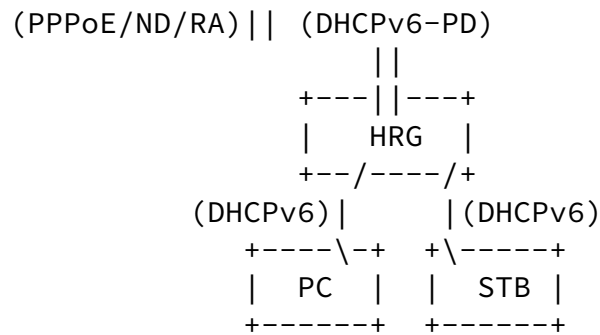 (PPPoE/ND/RA)|| (DHCPv6-PD)
||
+---||---+
| HRG |
+--/----/+
(DHCPv6)| |(DHCPv6)
+----\-+ +\-----+
| PC | | STB |
+------+ +------+